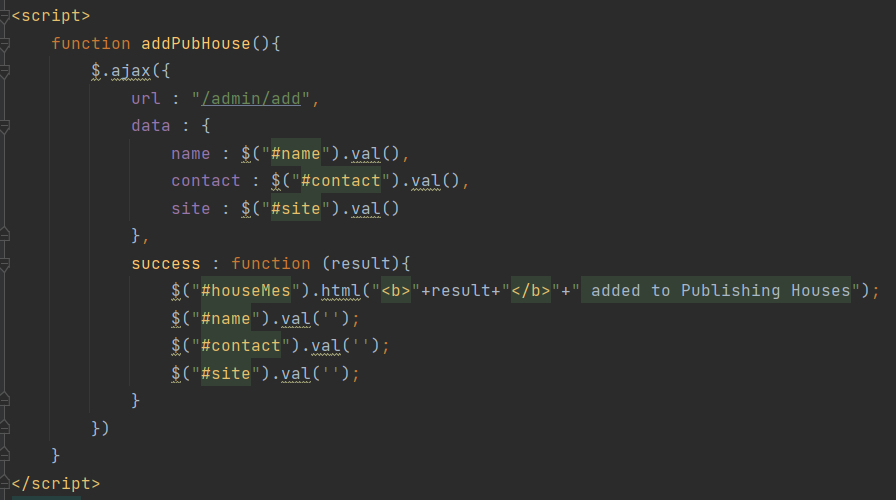 <script>
function addPubHouse(){
$.ajax({
url : "/admin/add",
data : {
name : $("#name").val(),
contact : $("#contact").val(),
site : $("#site").val()
},
success : function (result){
$("#houseMes").html("<b>"+result+"</b>"+" added to Publishing Houses");
$("#name").val('');
$("#contact").val('');
$("#site").val('');
}
})
}
</script>